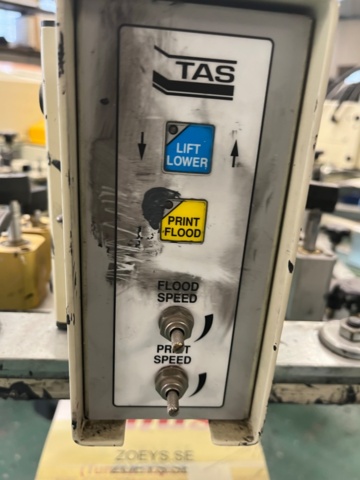 TAS
LIFT
LOWER
PRINT
-FLOOD
FLOOD
SPEED
PRINT
SPEED
ZOEYS.SE